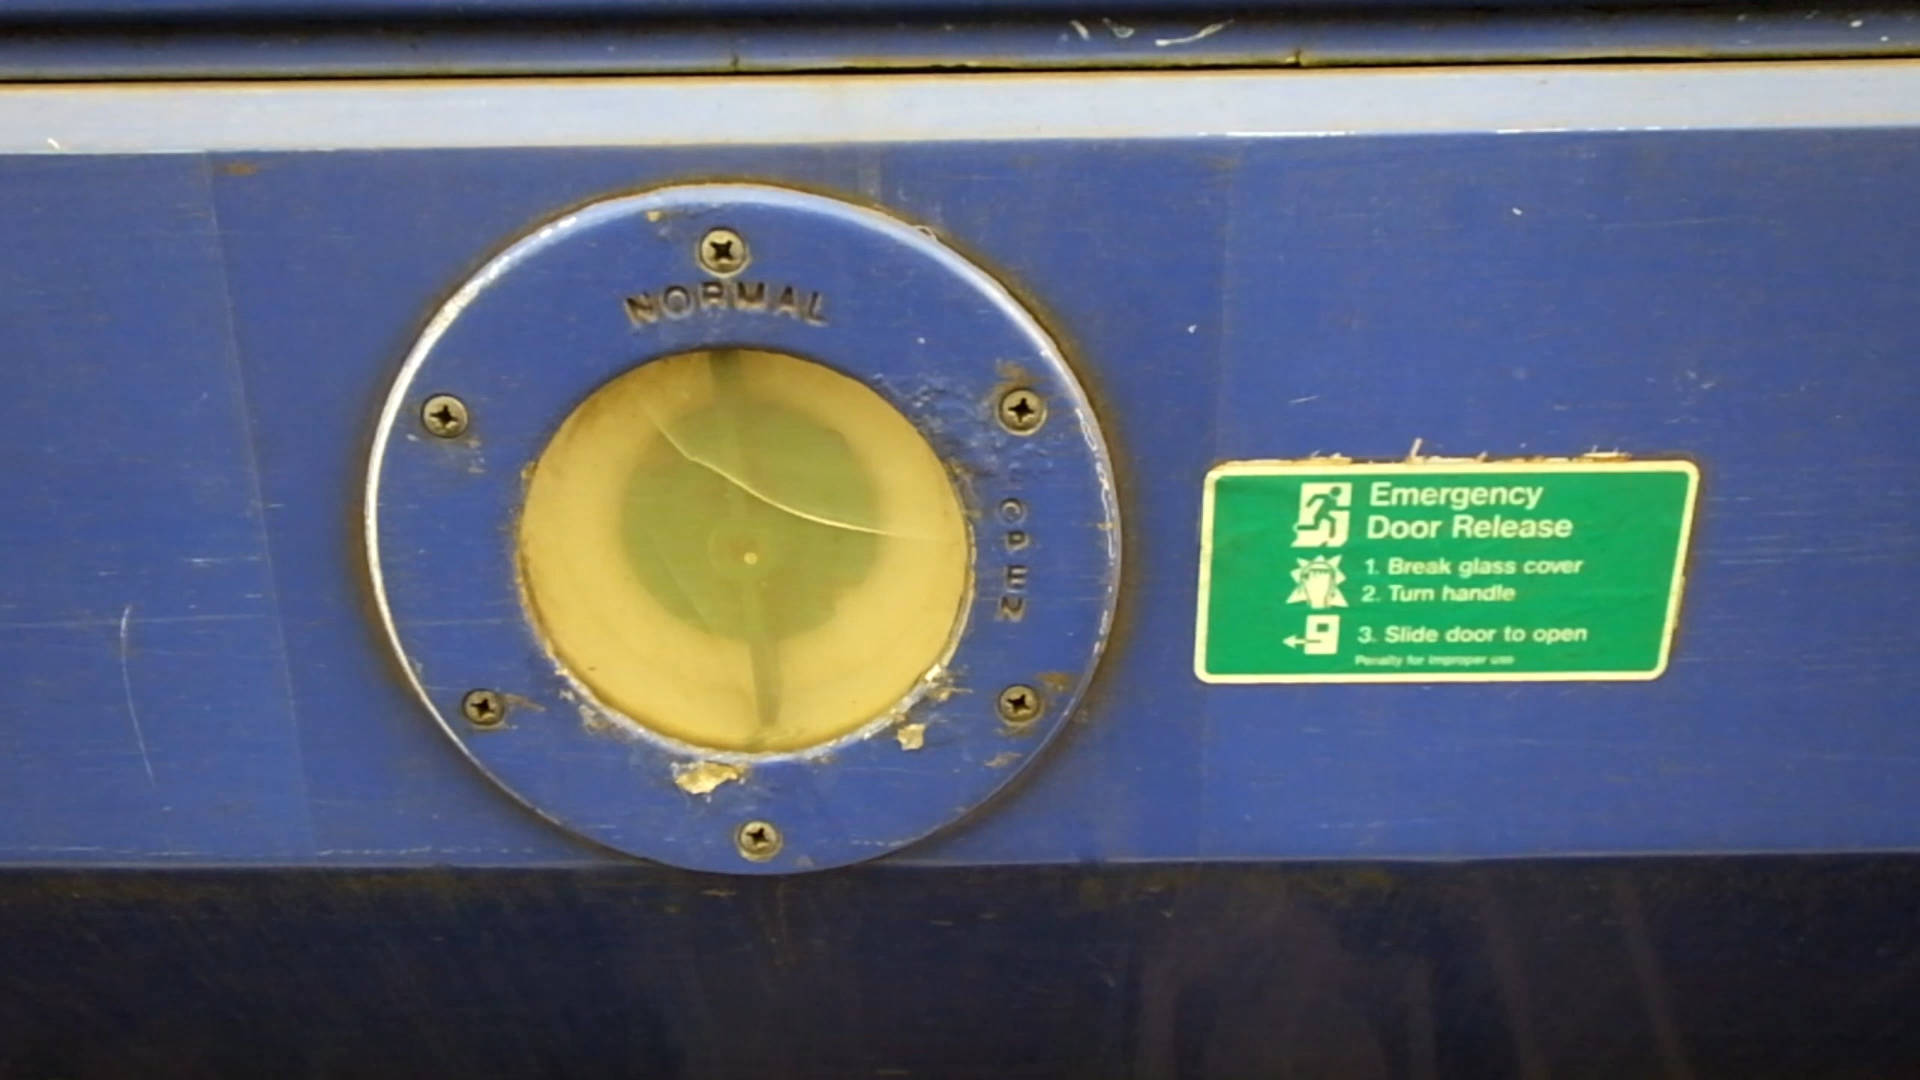 NORMAL
OPEN
Emergency
Door Release
1. Break glass cover
2. Turn handle
3. Slide door to open
Penalty for improper use